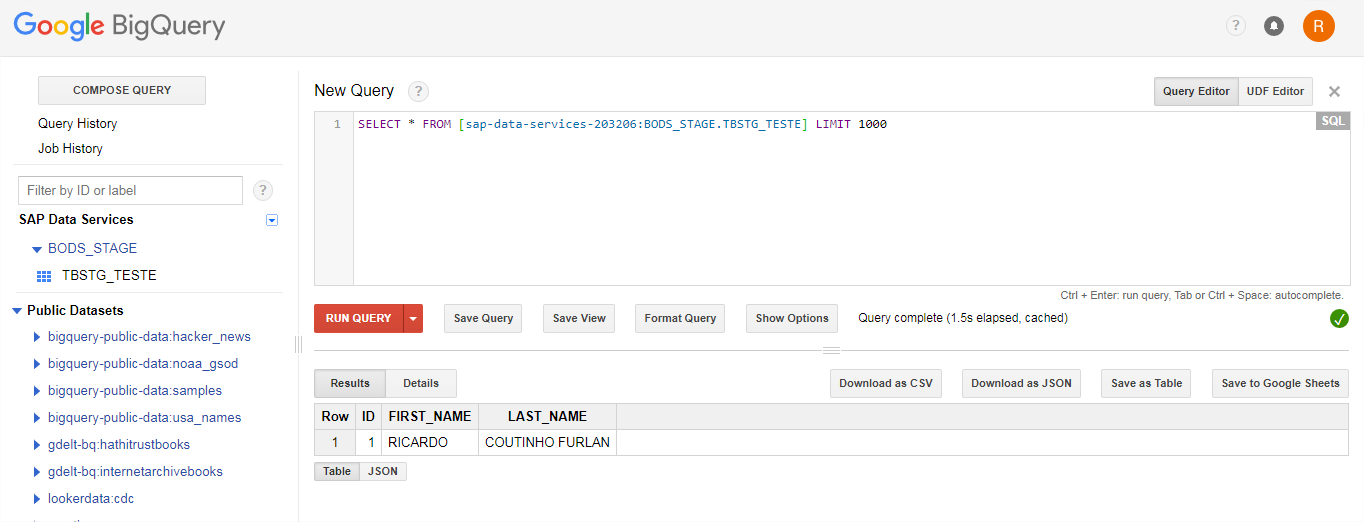 Google BigQuery
?
R
COMPOSE QUERY
Query History
Job History
Filter by ID or label
?
SAP Data Services
BODS_STAGE
TBSTG_TESTE
Public Datasets
bigquery-public-data:hacker_news
bigquery-public-data:noaa_gsod
bigquery-public-data:samples
bigquery-public-data:usa_names
gdelt-bq:hathitrustbooks
gdelt-bq:internetarchivebooks
lookerdata:cdc
New Query ?
Query Editor UDF Editor
1 SELECT * FROM [sap-data-services-203206:BODS_STAGE.TBSTG_TESTE] LIMIT 1000
SQL
Ctrl + Enter: run query, Tab or Ctrl + Space: autocomplete.
RUN QUERY Save Query Save View Format Query Show Options Query complete (1.5s elapsed, cached)
Results Details Download as CSV Download as JSON Save as Table Save to Google Sheets
Row ID FIRST_NAME LAST_NAME
1 1 RICARDO COUTINHO FURLAN
Table JSON